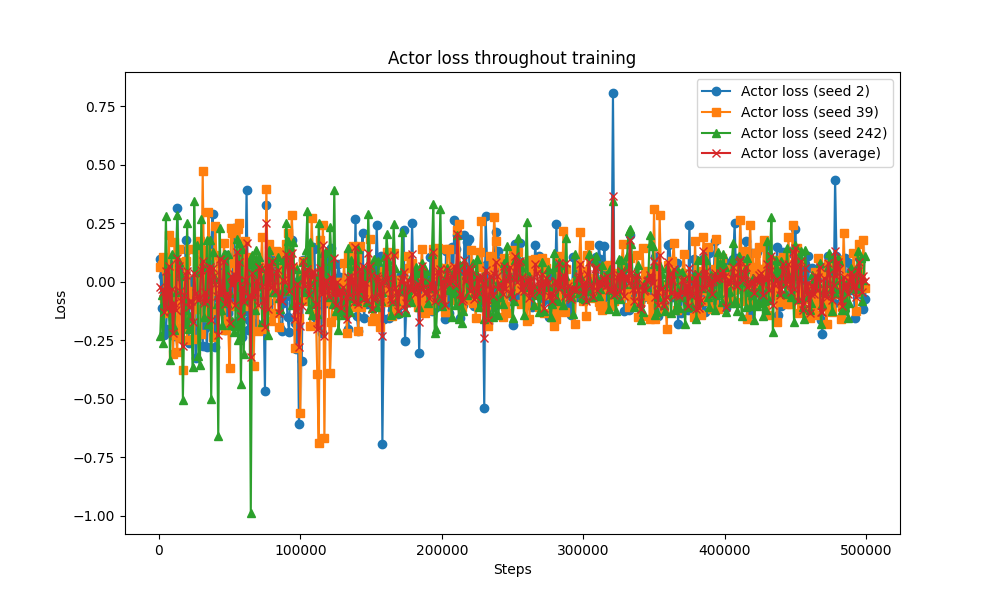 Actor loss throughout training
Actor loss (seed 2)
Actor loss (seed 39)
Actor loss (seed 242)
Actor loss (average)
Loss
0.75
0.50
0.25
0.00
−0.25
−0.50
−0.75
−1.00
0 100000 200000 300000 400000 500000
Steps